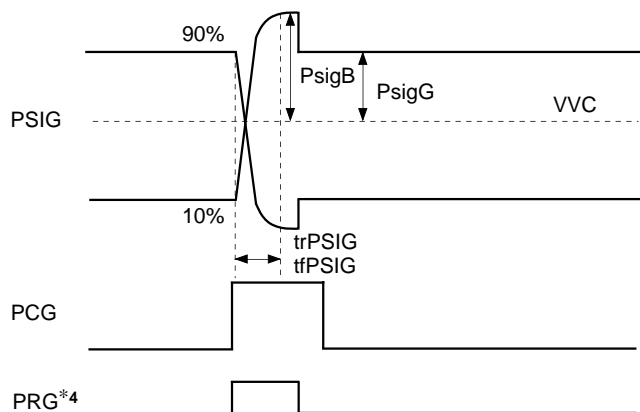 90%
PsigB
PsigG
VVC
PSIG
10%
trPSIG
tfPSIG
PCG
PRG*4